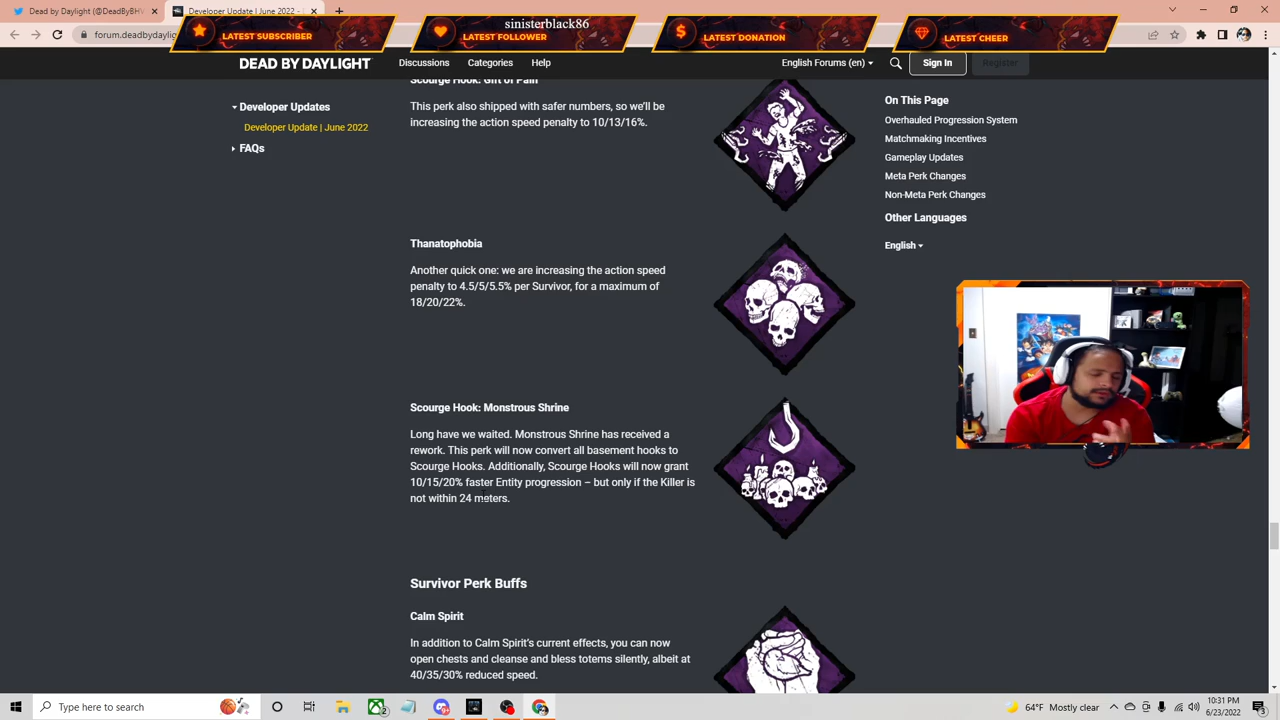 Dead by Daylight (@DeadByBHV
sinisterblack86
LATEST SUBSCRIBER
LATEST FOLLOWER
LATEST DONATION
LATEST CHEER
forum.deadbydaylig
DEAD BY DAYLIGHT
Discussions
Categories
Help
English Forums (en)
Sign In
Register
Developer Updates
Developer Update | June 2022
FAQs
Scourge Hook: Gift of Pain
This perk also shipped with safer numbers, so we'll be
increasing the action speed penalty to 10/13/16%.
Thanatophobia
Another quick one: we are increasing the action speed
penalty to 4.5/5/5.5% per Survivor, for a maximum of
18/20/22%.
Scourge Hook: Monstrous Shrine
Long have we waited. Monstrous Shrine has received a
rework. This perk will now convert all basement hooks to
Scourge Hooks. Additionally, Scourge Hooks will now grant
10/15/20% faster Entity progression – but only if the Killer is
not within 24 meters.
Survivor Perk Buffs
Calm Spirit
In addition to Calm Spirit's current effects, you can now
open chests and cleanse and bless totems silently, albeit at
40/35/30% reduced speed.
On This Page
Overhauled Progression System
Matchmaking Incentives
Gameplay Updates
Meta Perk Changes
Non-Meta Perk Changes
Other Languages
English
Type here to search
64°F Mostly clear
10:31 PM
6/23/2022